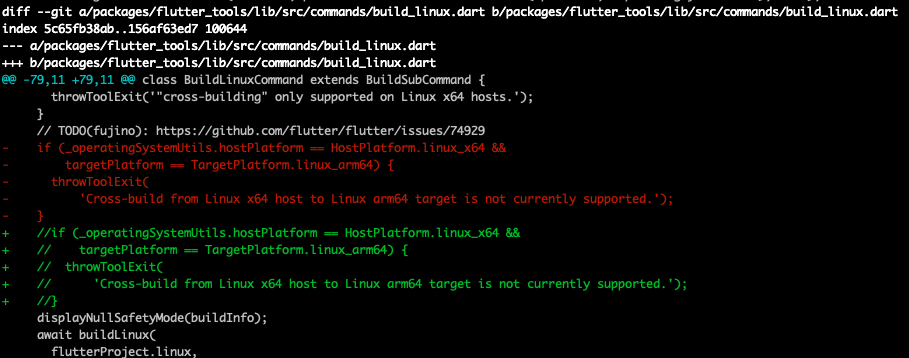 diff --git a/packages/flutter_tools/lib/src/commands/build_linux.dart b/packages/flutter_tools/lib/src/commands/build_linux.dart
index 5c65fb38ab..156af63ed7 100644
--- a/packages/flutter_tools/lib/src/commands/build_linux.dart
+++ b/packages/flutter_tools/lib/src/commands/build_linux.dart
@@ -79,11 +79,11 @@ class BuildLinuxCommand extends BuildSubCommand {
       throwToolExit('"cross-building" only supported on Linux x64 hosts.');
     }
     // TODO(fujino): https://github.com/flutter/flutter/issues/74929
-    if (_operatingSystemUtils.hostPlatform == HostPlatform.linux_x64 &&
-        targetPlatform == TargetPlatform.linux_arm64) {
-      throwToolExit(
-          'Cross-build from Linux x64 host to Linux arm64 target is not currently supported.');
-    }
+    //if (_operatingSystemUtils.hostPlatform == HostPlatform.linux_x64 &&
+    //    targetPlatform == TargetPlatform.linux_arm64) {
+    //  throwToolExit(
+    //      'Cross-build from Linux x64 host to Linux arm64 target is not currently supported.');
+    //}
     displayNullSafetyMode(buildInfo);
     await buildLinux(
       flutterProject.linux,